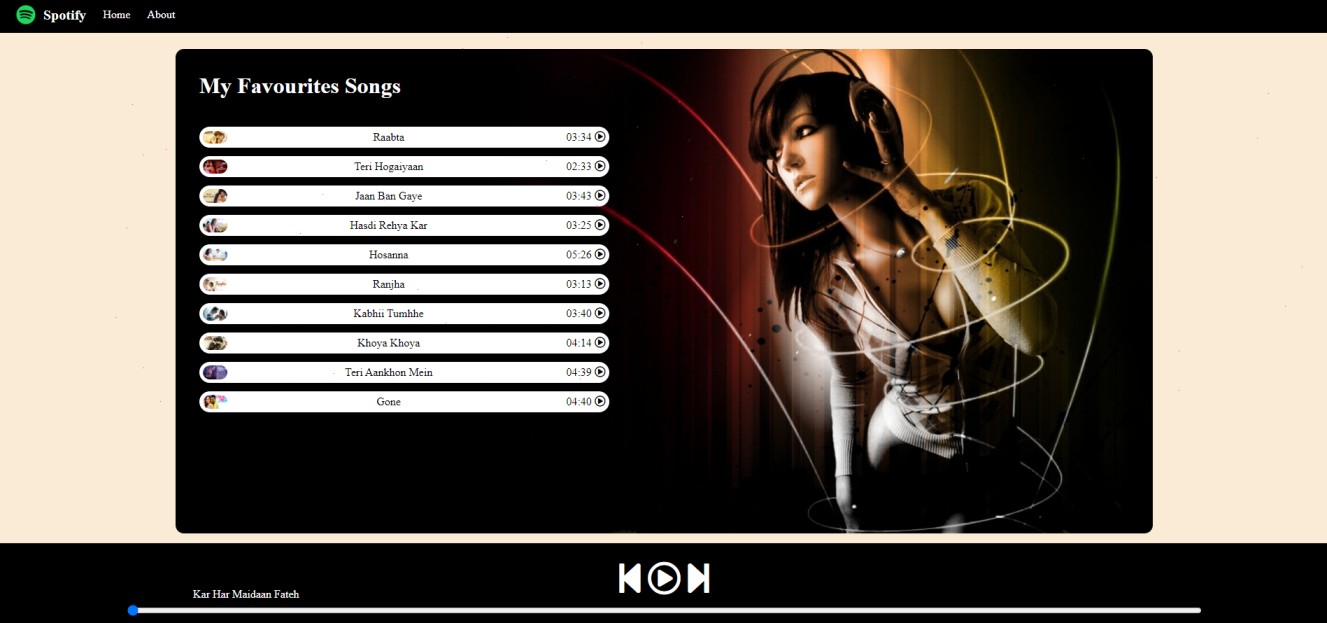 Spotify Home About
My Favourites Songs
Raabta 03:34
Teri Hogaiyaan 02:33
Jaan Ban Gaye 03:43
Hasdi Rehya Kar 03:25
Hosanna 05:26
Ranjha 03:13
Kabhii Tumhhe 03:40
Khoya Khoya 04:14
Teri Aankhon Mein 04:39
Gone 04:40
Kar Har Maidaan Fateh